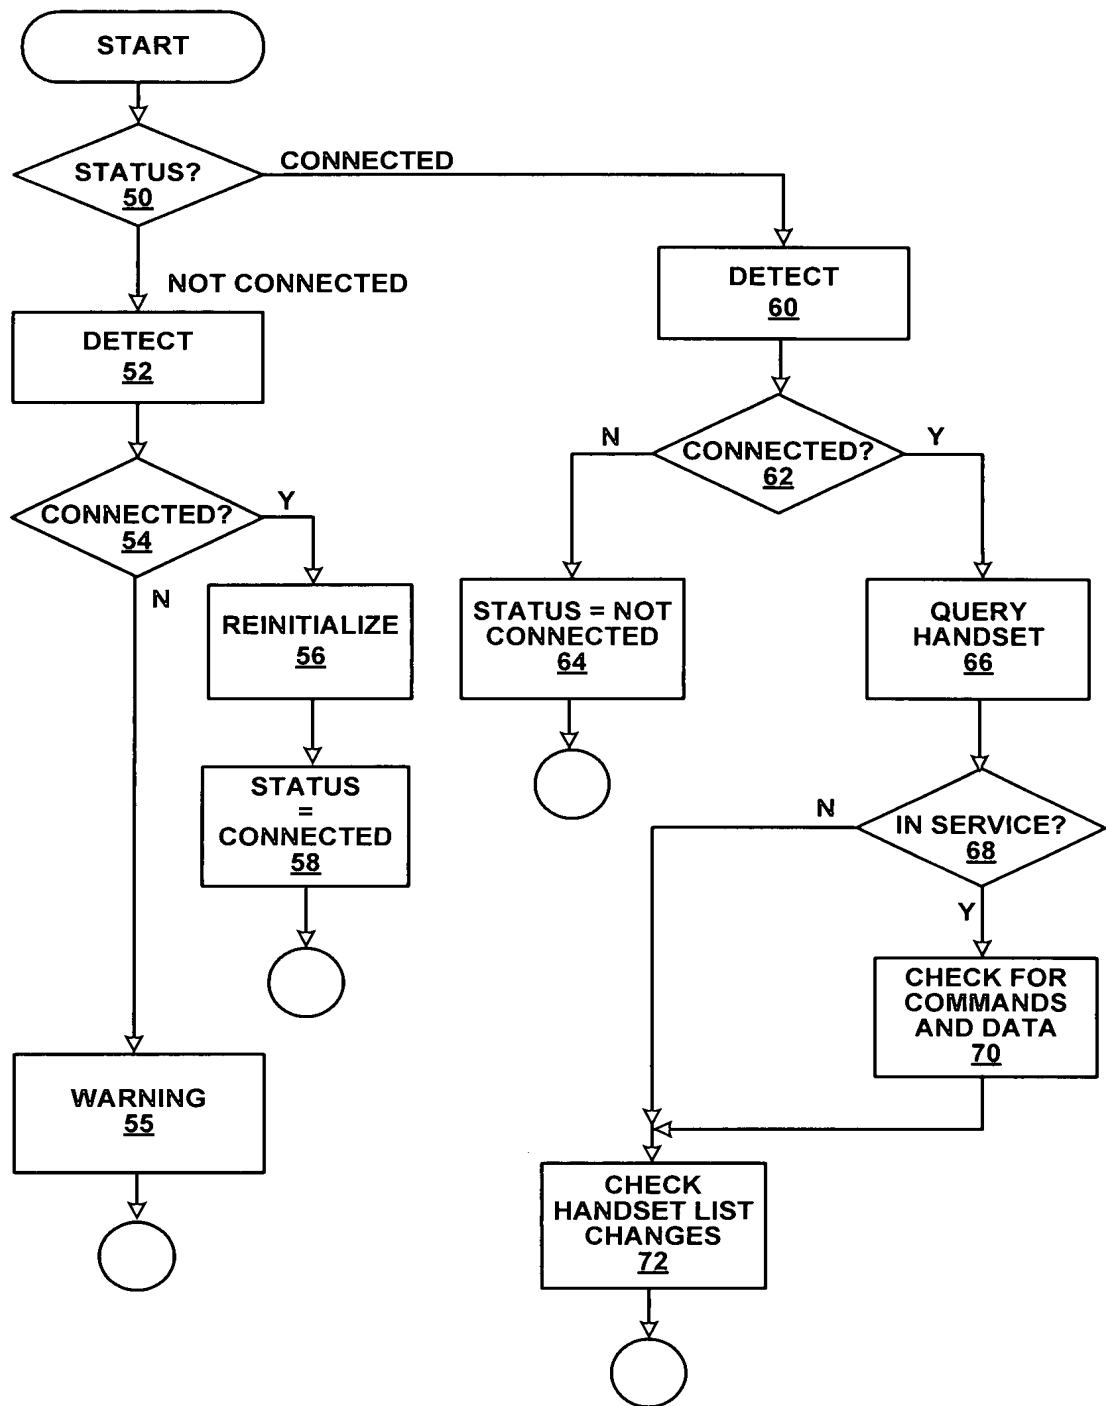 START
STATUS?
50
CONNECTED
NOT CONNECTED
DETECT
52
DETECT
60
CONNECTED?
54
Y
N
CONNECTED?
62
N
Y
REINITIALIZE
56
STATUS = NOT
CONNECTED
64
QUERY
HANDSET
66
STATUS
=
CONNECTED
58
IN SERVICE?
68
N
Y
CHECK FOR
COMMANDS
AND DATA
70
WARNING
55
CHECK
HANDSET LIST
CHANGES
72